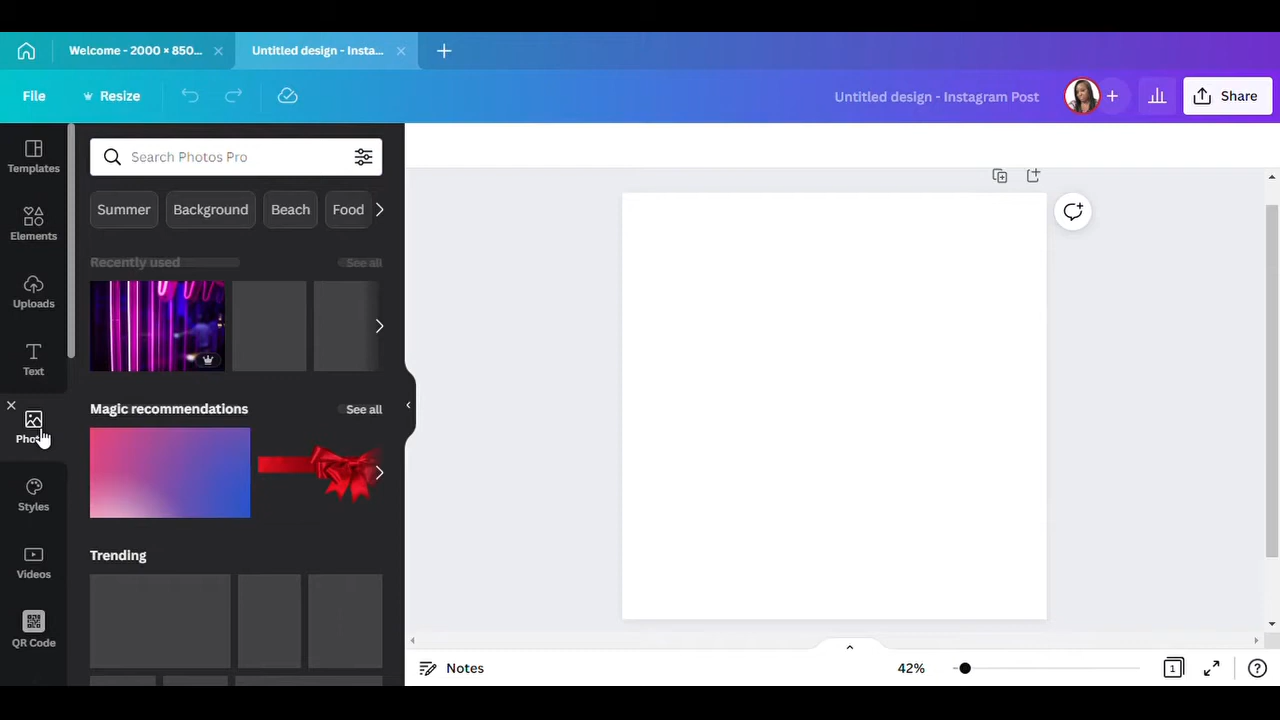 Welcome - 2000 × 850...
Untitled design - Insta...
File
Resize
Untitled design - Instagram Post
Share
Templates
Elements
Uploads
Text
Styles
Videos
QR Code
Search Photos Pro
Summer
Background
Beach
Food
Recently used
See all
Magic recommendations
See all
Trending
Notes
42%
1